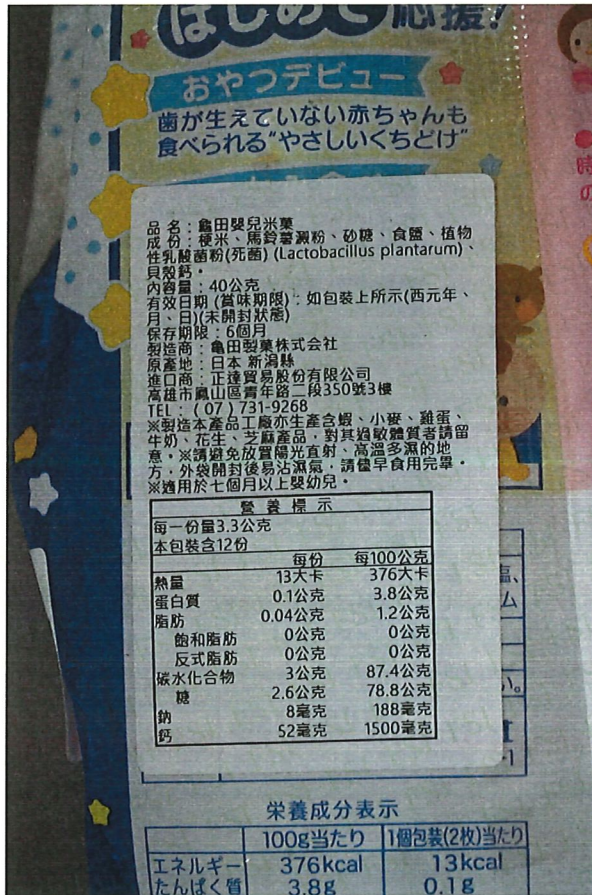 はじめて応援!
おやつデビュー
歯が生えていない赤ちゃんも
食べられる“やさしいくちどけ”
時
の
品 名：龜田嬰兒米菓
成 份：梗米、馬鈴薯澱粉、砂糖、食鹽、植物
性乳酸菌粉(死菌) (Lactobacillus plantarum)、
貝殼鈣。
內容量：40公克
有效日期 (賞味期限)：如包裝上所示(西元年、
月、日)(未開封狀態)
保存期限：6個月
製造商：亀田製菓株式会社
原產地：日本 新潟縣
進口商：正達貿易股份有限公司
高雄市鳳山區青年路二段350號3樓
TEL：（07）731-9268
※製造本產品工廠亦生產含蝦、小麥、雞蛋、
牛奶、花生、芝麻產品，對其過敏體質者請留
意。※請避免放置陽光直射、高溫多濕的地
方，外袋開封後易沾濕氣，請儘早食用完畢。
※適用於七個月以上嬰幼兒。
營養標示
每一份量3.3公克
本包裝含12份
每份 每100公克
熱量 13大卡 376大卡
蛋白質 0.1公克 3.8公克
脂肪 0.04公克 1.2公克
飽和脂肪 0公克 0公克
反式脂肪 0公克 0公克
碳水化合物 3公克 87.4公克
糖 2.6公克 78.8公克
鈉 8毫克 188毫克
鈣 52毫克 1500毫克
塩、
ム
い。
-1
栄養成分表示
100g当たり 1個包装(2枚)当たり
エネルギー 376kcal 13kcal
たんぱく質 3.8g 0.1g